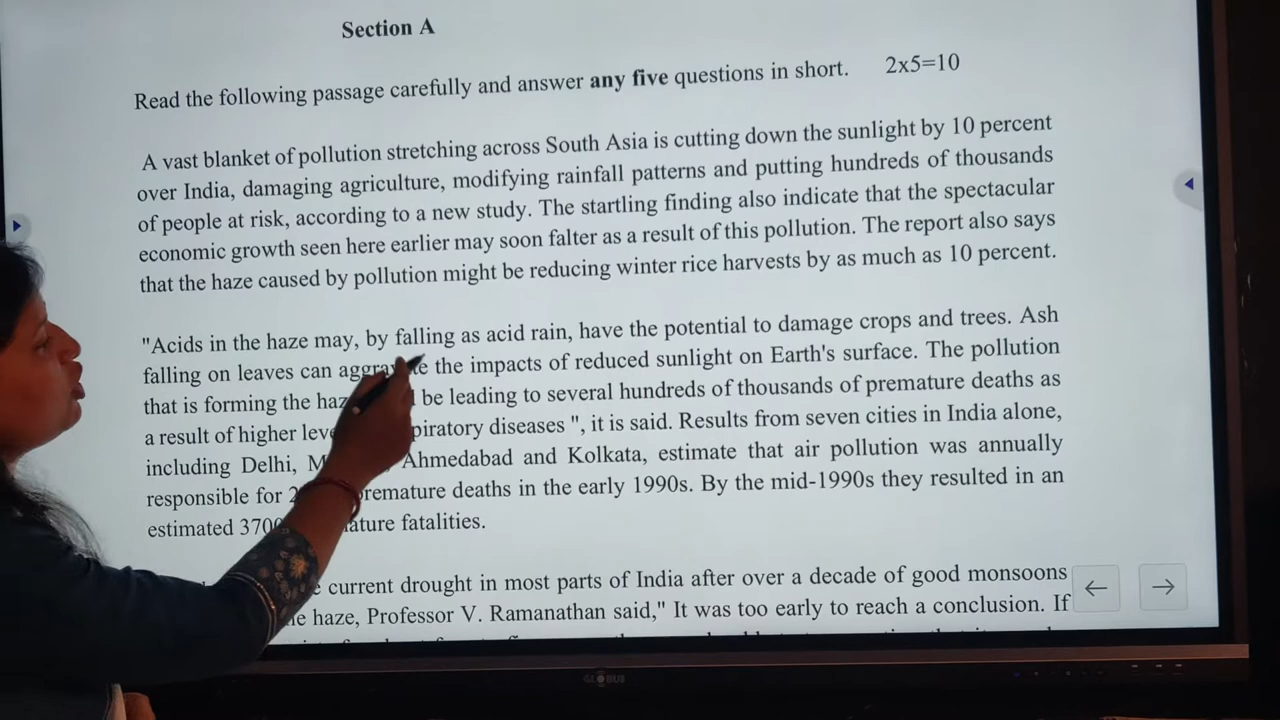 Section A
Read the following passage carefully and answer any five questions in short. 2x5=10
A vast blanket of pollution stretching across South Asia is cutting down the sunlight by 10 percent
over India, damaging agriculture, modifying rainfall patterns and putting hundreds of thousands
of people at risk, according to a new study. The startling finding also indicate that the spectacular
economic growth seen here earlier may soon falter as a result of this pollution. The report also says
that the haze caused by pollution might be reducing winter rice harvests by as much as 10 percent.
"Acids in the haze may, by falling as acid rain, have the potential to damage crops and trees. Ash
falling on leaves can the impacts of reduced sunlight on Earth's surface. The pollution
that is forming the be leading to several hundreds of thousands of premature deaths as
a result of higher diseases ", it is said. Results from seven cities in India alone,
including Delhi, Ahmedabad and Kolkata, estimate that air pollution was annually
responsible for premature deaths in the early 1990s. By the mid-1990s they resulted in an
estimated fatalities.
current drought in most parts of India after over a decade of good monsoons
haze, Professor V. Ramanathan said," It was too early to reach a conclusion. If
GLOBUS